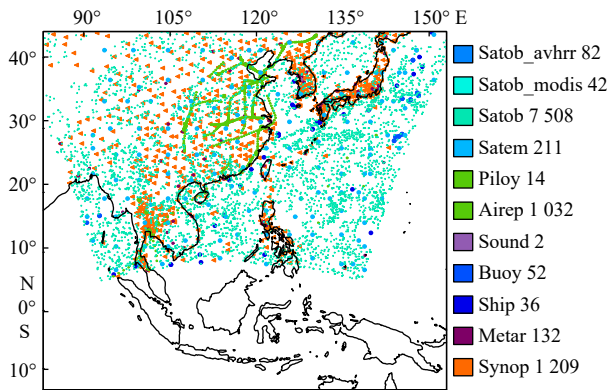 90° 105° 120° 135° 150° E
40°
30°
20°
10°
N
0°
S
10°
Satob_avhrr 82
Satob_modis 42
Satob 7 508
Satem 211
Piloy 14
Airep 1 032
Sound 2
Buoy 52
Ship 36
Metar 132
Synop 1 209